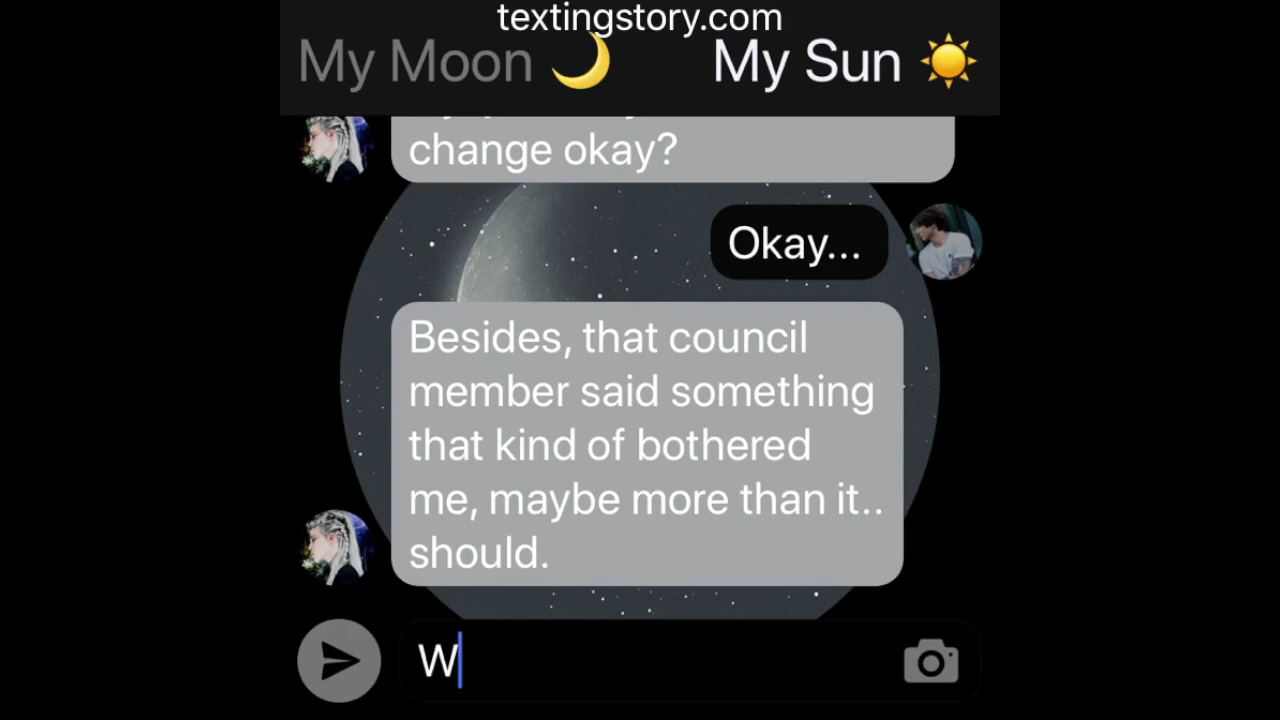 textingstory.com
My Moon 🌙 My Sun ☀️
change okay?
Okay...
Besides, that council
member said something
that kind of bothered
me, maybe more than it..
should.
W